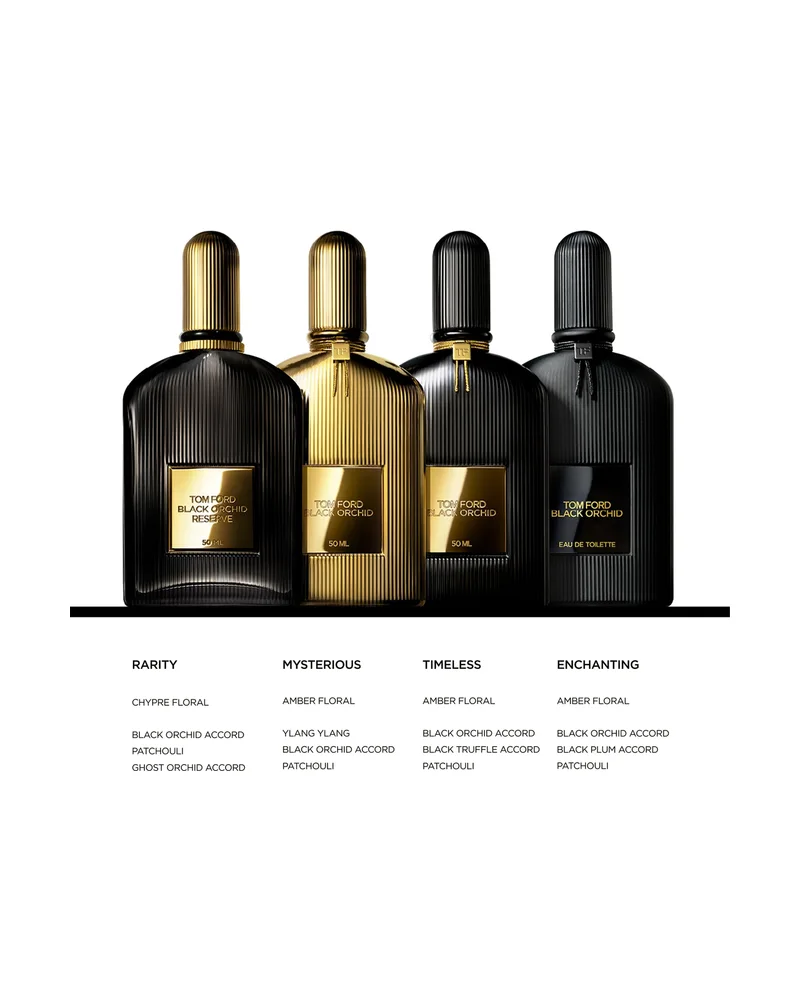 TOM FORD
BLACK ORCHID
RESERVE
50 ML
TOM FORD
BLACK ORCHID
50 ML
TOM FORD
BLACK ORCHID
50 ML
TOM FORD
BLACK ORCHID
EAU DE TOILETTE
RARITY
CHYPRE FLORAL
BLACK ORCHID ACCORD
PATCHOULI
GHOST ORCHID ACCORD
MYSTERIOUS
AMBER FLORAL
YLANG YLANG
BLACK ORCHID ACCORD
PATCHOULI
TIMELESS
AMBER FLORAL
BLACK ORCHID ACCORD
BLACK TRUFFLE ACCORD
PATCHOULI
ENCHANTING
AMBER FLORAL
BLACK ORCHID ACCORD
BLACK PLUM ACCORD
PATCHOULI